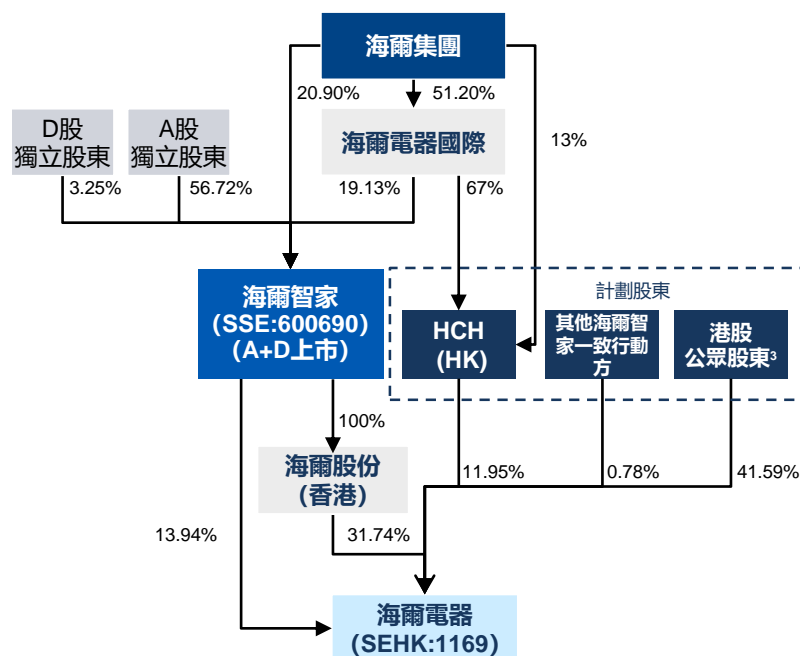 海爾集團
20.90%
51.20%
D股
獨立股東
A股
獨立股東
海爾電器國際
13%
3.25%
56.72%
19.13%
67%
計劃股東
海爾智家
(SSE:600690)
(A+D上市)
HCH
(HK)
其他海爾智
家一致行動
方
港股
公眾股東3
100%
海爾股份
(香港)
11.95%
0.78%
41.59%
13.94%
31.74%
海爾電器
(SEHK:1169)